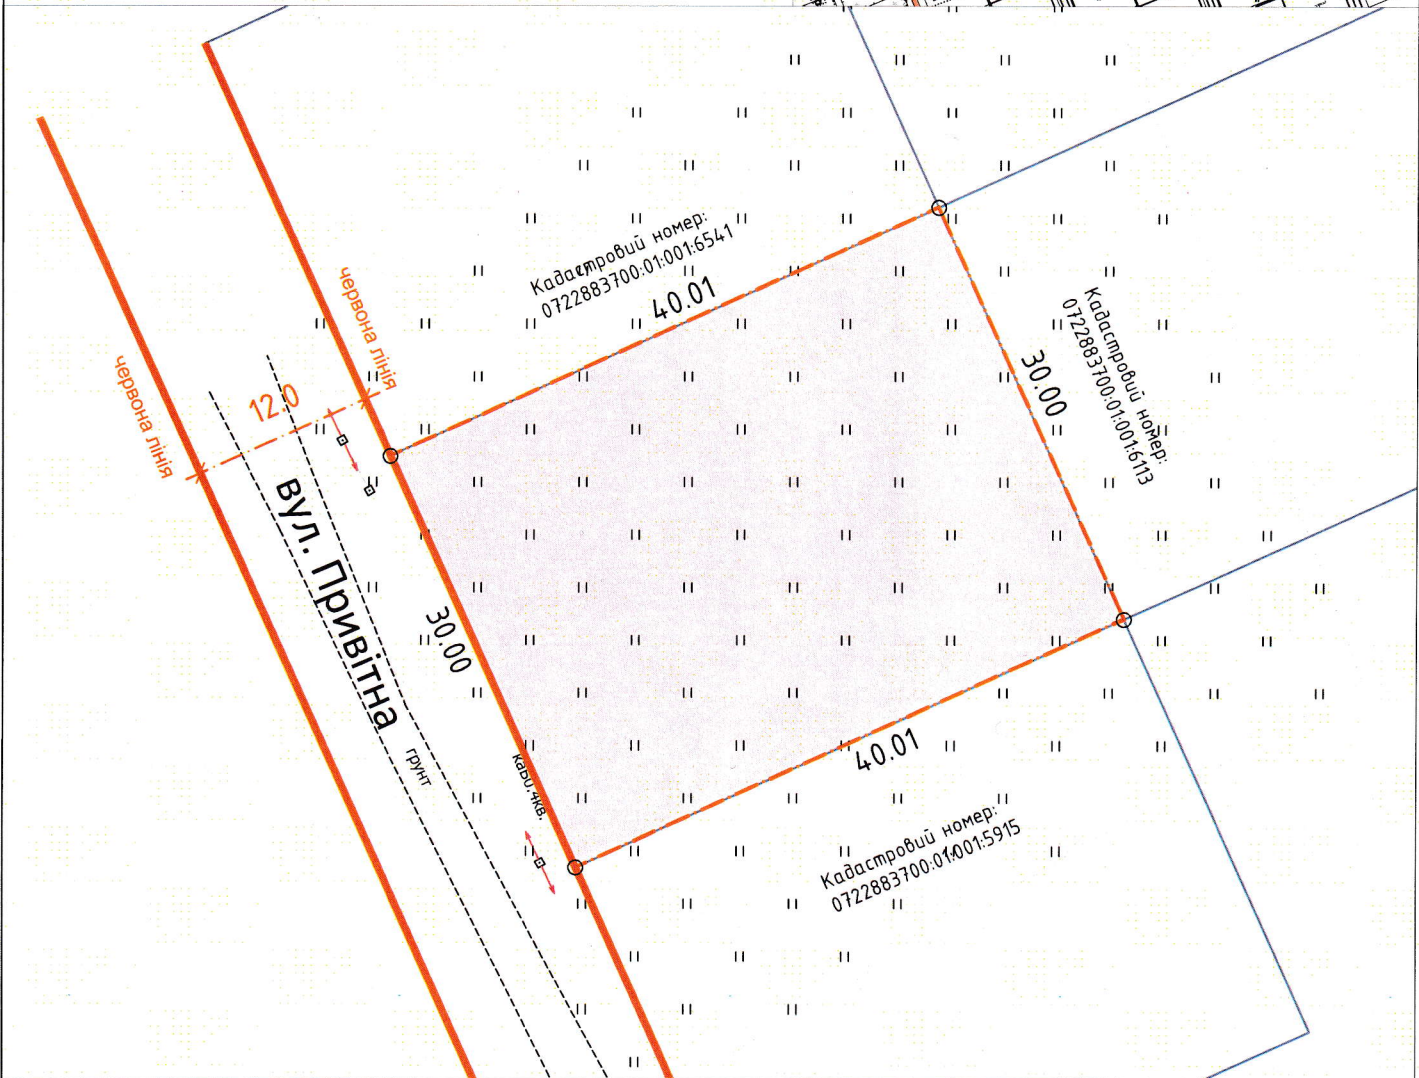 Кадастровий номер:
0722883700:01:001:6541
40.01
червона лінія
червона лінія
12.0
30.00
Кадастровий номер:
0722883700:01:001:6113
вул. Привітна
30.00
грунт
40.01
Кадастровий номер:
0722883700:01:001:5915